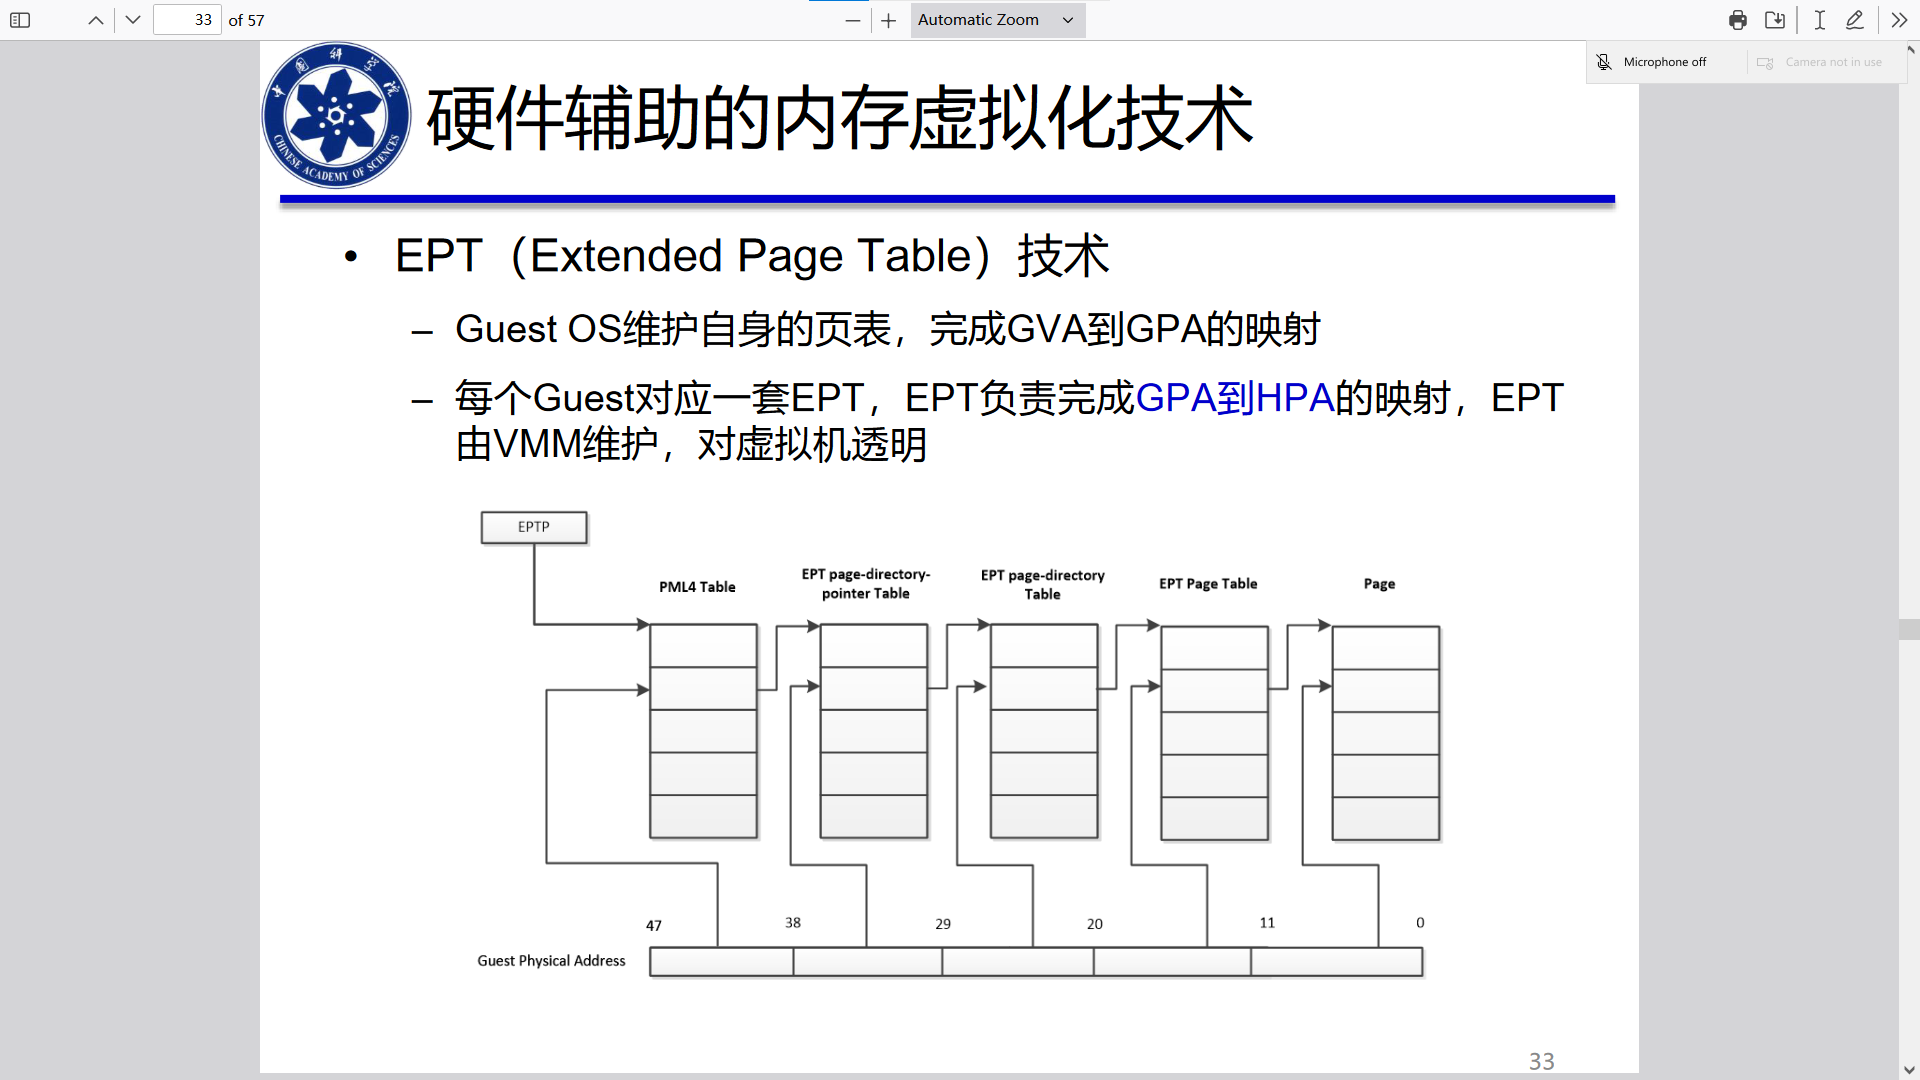 33 of 57
Automatic Zoom
Microphone off
Camera not in use
中国科学院
CHINESE ACADEMY OF SCIENCES
硬件辅助的内存虚拟化技术
• EPT（Extended Page Table）技术
– Guest OS维护自身的页表，完成GVA到GPA的映射
– 每个Guest对应一套EPT，EPT负责完成GPA到HPA的映射，EPT
由VMM维护，对虚拟机透明
EPTP
PML4 Table
EPT page-directory-
pointer Table
EPT page-directory
Table
EPT Page Table
Page
47 38 29 20 11 0
Guest Physical Address
33